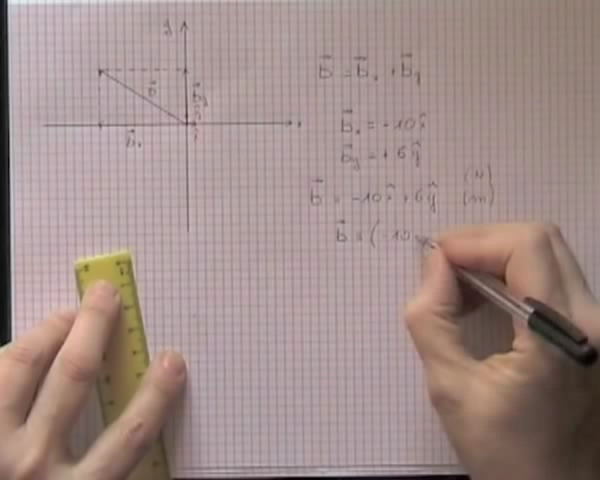 y
b⃗ = b⃗ₓ + b⃗ᵧ
b⃗
b⃗ᵧ
b⃗ₓ = -10 x̂
b⃗ₓ
b⃗ᵧ = +6 ŷ
(N)
b⃗ = -10 x̂ + 6 ŷ (m)
b⃗ = (-10